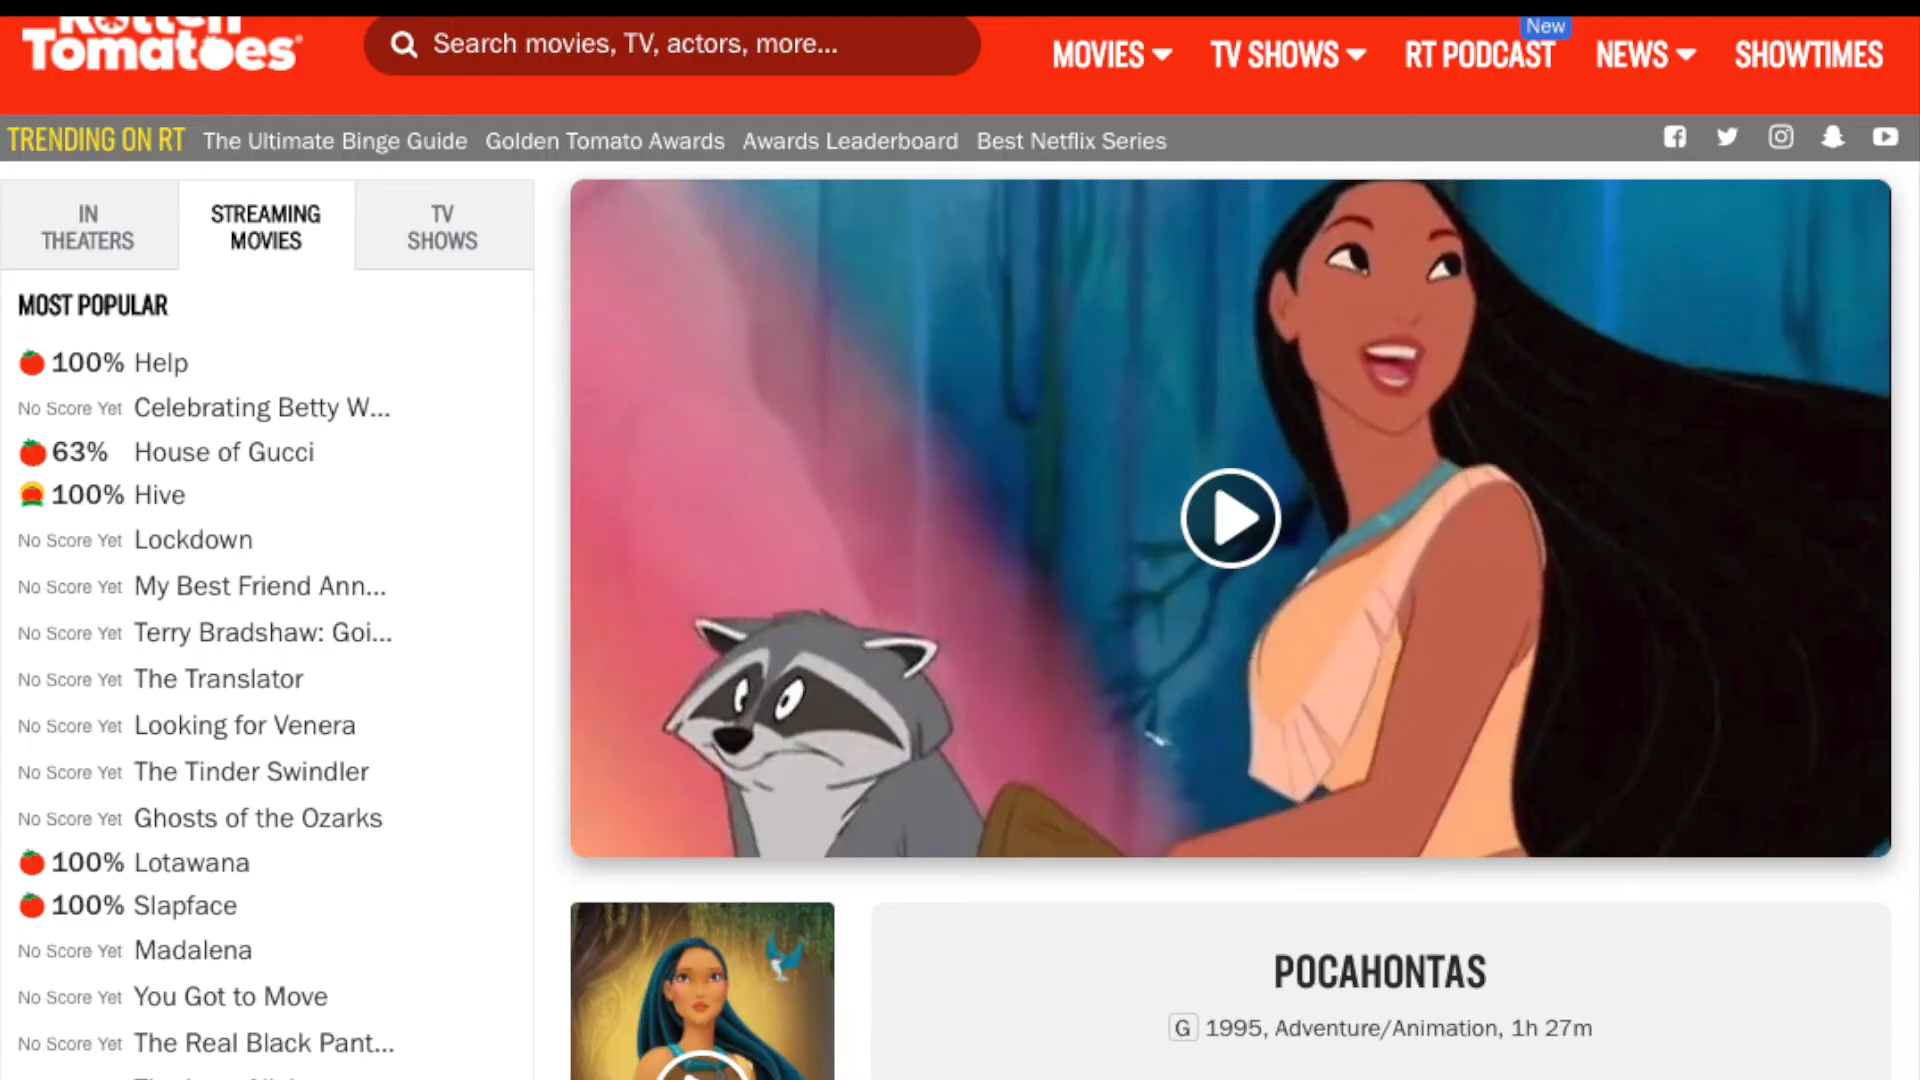 Rotten
Tomatoes
Search movies, TV, actors, more...
MOVIES
TV SHOWS
New
RT PODCAST
NEWS
SHOWTIMES
TRENDING ON RT
The Ultimate Binge Guide
Golden Tomato Awards
Awards Leaderboard
Best Netflix Series
IN
THEATERS
STREAMING
MOVIES
TV
SHOWS
MOST POPULAR
100% Help
No Score Yet Celebrating Betty W...
63% House of Gucci
100% Hive
No Score Yet Lockdown
No Score Yet My Best Friend Ann...
No Score Yet Terry Bradshaw: Goi...
No Score Yet The Translator
No Score Yet Looking for Venera
No Score Yet The Tinder Swindler
No Score Yet Ghosts of the Ozarks
100% Lotawana
100% Slapface
No Score Yet Madalena
No Score Yet You Got to Move
No Score Yet The Real Black Pant...
POCAHONTAS
G 1995, Adventure/Animation, 1h 27m